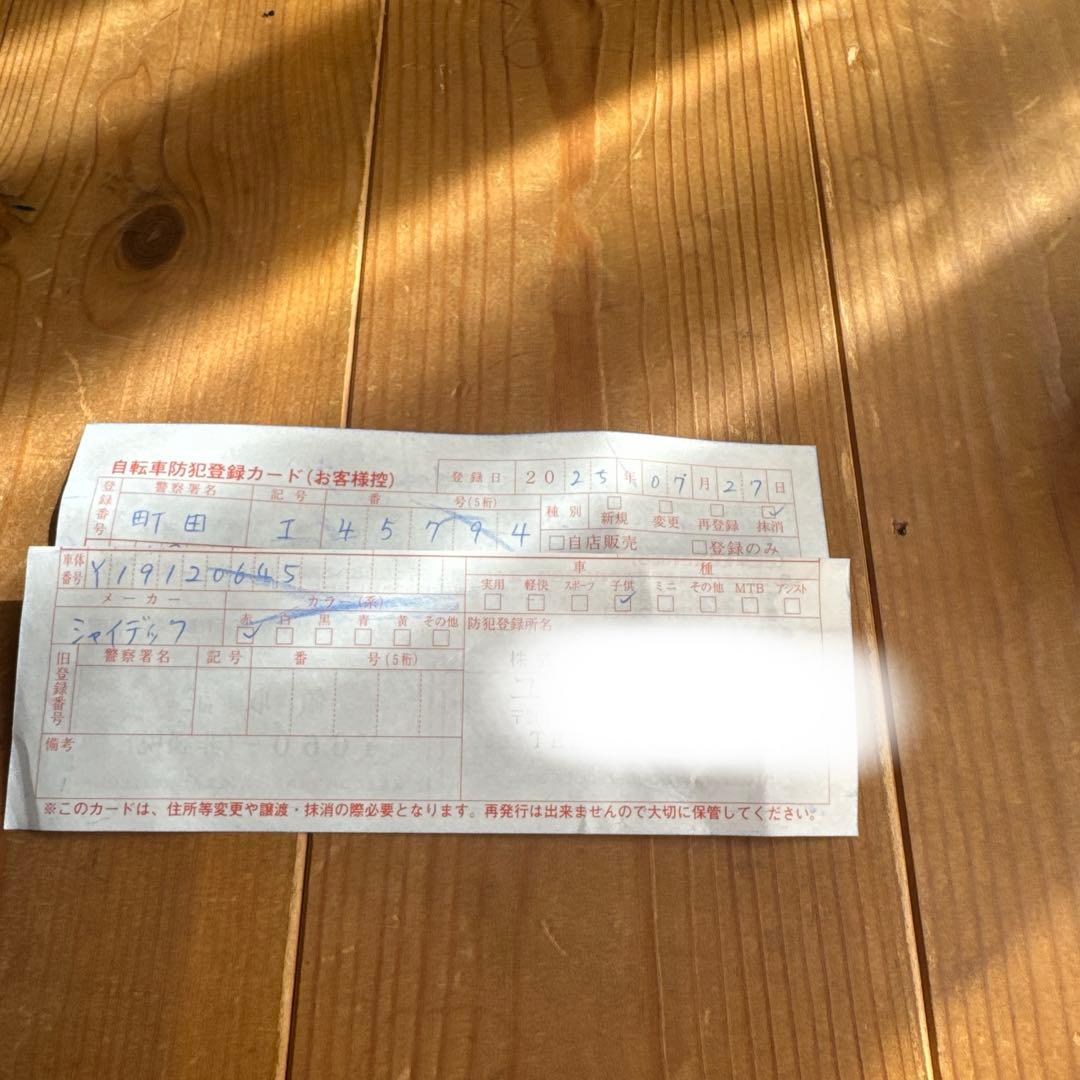 自転車防犯登録カード(お客様控)
登録日 2025年07月27日
登録番号 警察署名 記号 番 号(5桁)
町田 I 45794
種別 新規 変更 再登録 抹消
自店販売 登録のみ
車体番号 Y19120645
車 種
実用 軽快 スポーツ 子供 ミニ その他 MTB アシスト
メーカー カラー(系)
シャイデック 赤 白 黒 青 黄 その他
防犯登録所名
旧登録番号 警察署名 記号 番 号(5桁)
株
備考
※このカードは、住所等変更や譲渡・抹消の際必要となります。再発行は出来ませんので大切に保管してください。